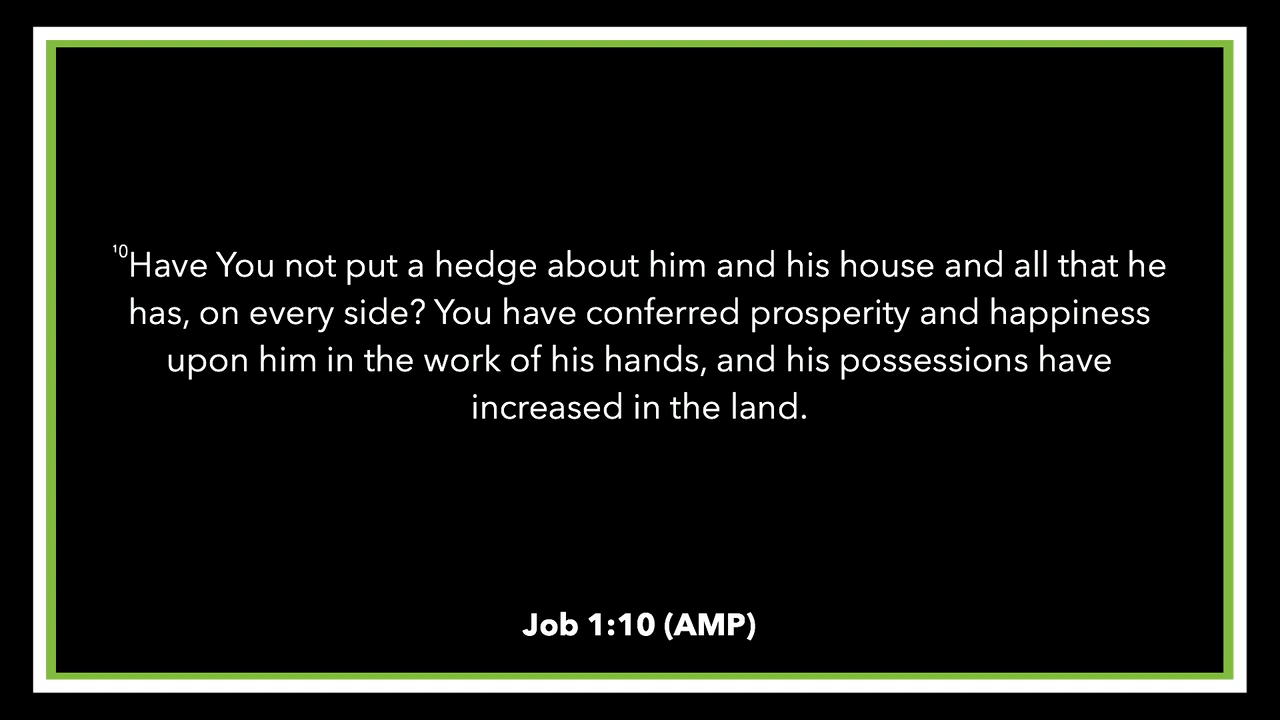 ¹⁰Have You not put a hedge about him and his house and all that he
has, on every side? You have conferred prosperity and happiness
upon him in the work of his hands, and his possessions have
increased in the land.
Job 1:10 (AMP)